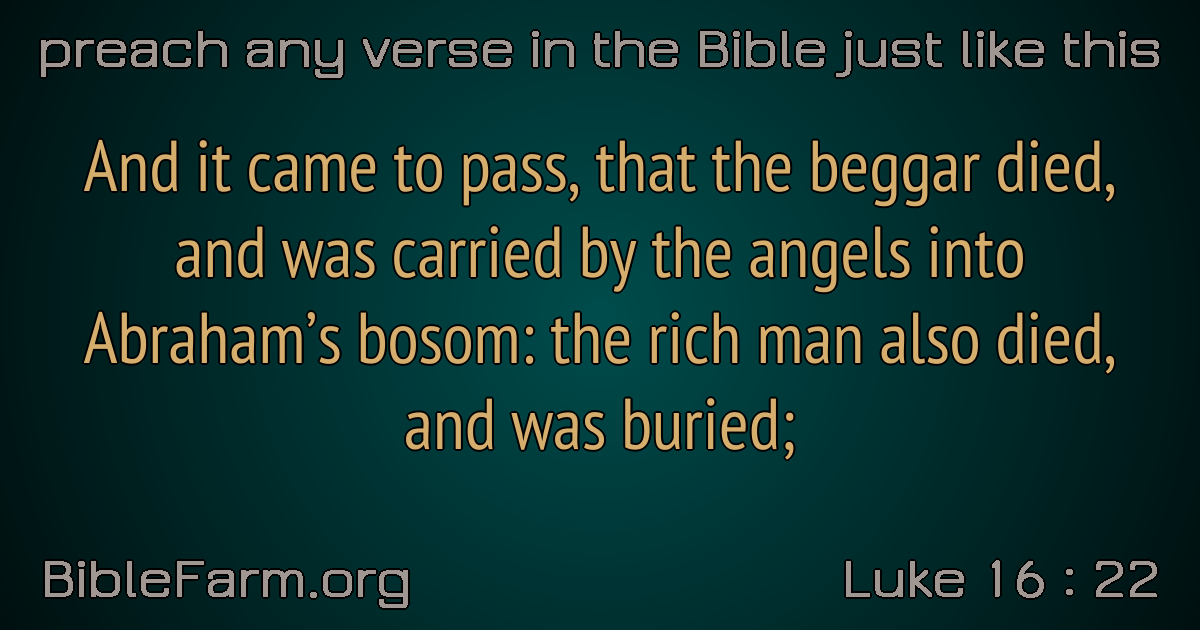 preach any verse in the Bible just like this
And it came to pass, that the beggar died,
and was carried by the angels into
Abraham’s bosom: the rich man also died,
and was buried;
BibleFarm.org
Luke 16 : 22